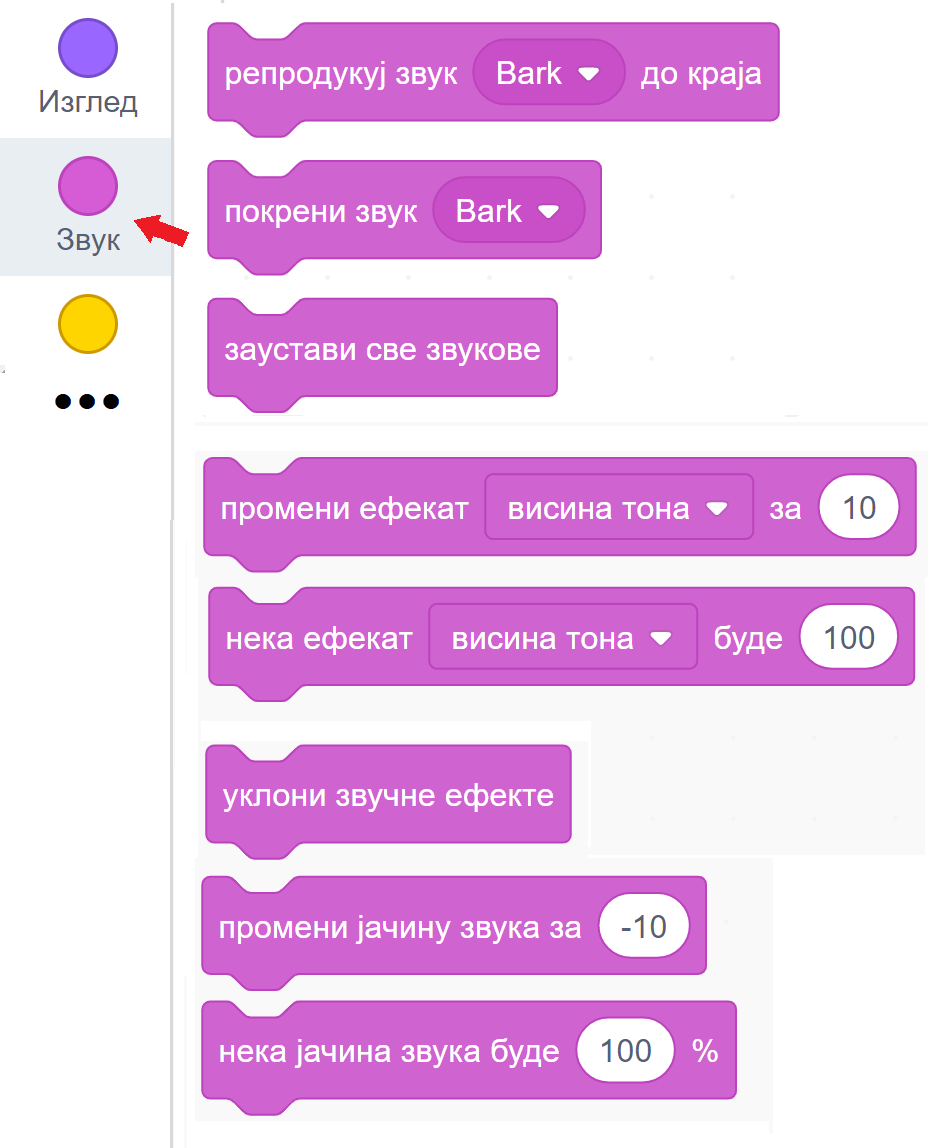 Изглед
Звук
репродукуј звук Bark до краја
покрени звук Bark
заустави све звукове
промени ефекат висина тона за 10
нека ефекат висина тона буде 100
уклони звучне ефекте
промени јачину звука за -10
нека јачина звука буде 100 %